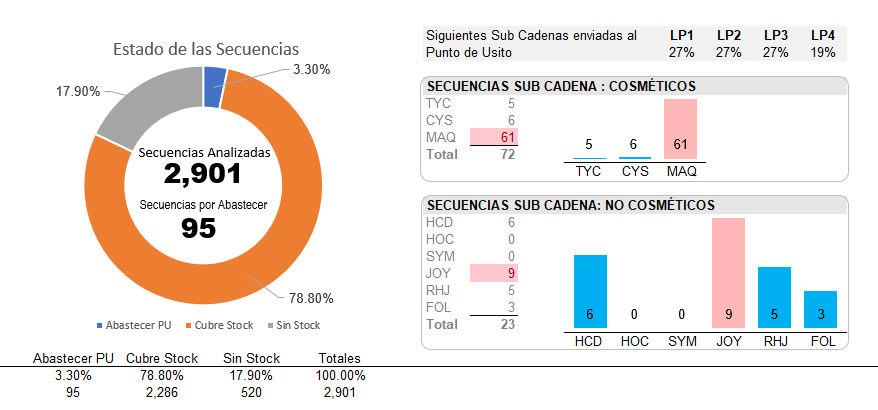 Estado de las Secuencias
3.30%
17.90%
Secuencias Analizadas
2,901
Secuencias por Abastecer
95
78.80%
Abastecer PU Cubre Stock Sin Stock
Abastecer PU Cubre Stock Sin Stock Totales
3.30% 78.80% 17.90% 100.00%
95 2,286 520 2,901
Siguientes Sub Cadenas enviadas al LP1 LP2 LP3 LP4
Punto de Usito 27% 27% 27% 19%
SECUENCIAS SUB CADENA : COSMÉTICOS
TYC 5
CYS 6
MAQ 61
Total 72
5 6 61
TYC CYS MAQ
SECUENCIAS SUB CADENA: NO COSMÉTICOS
HCD 6
HOC 0
SYM 0
JOY 9
RHJ 5
FOL 3
Total 23
6 0 0 9 5 3
HCD HOC SYM JOY RHJ FOL